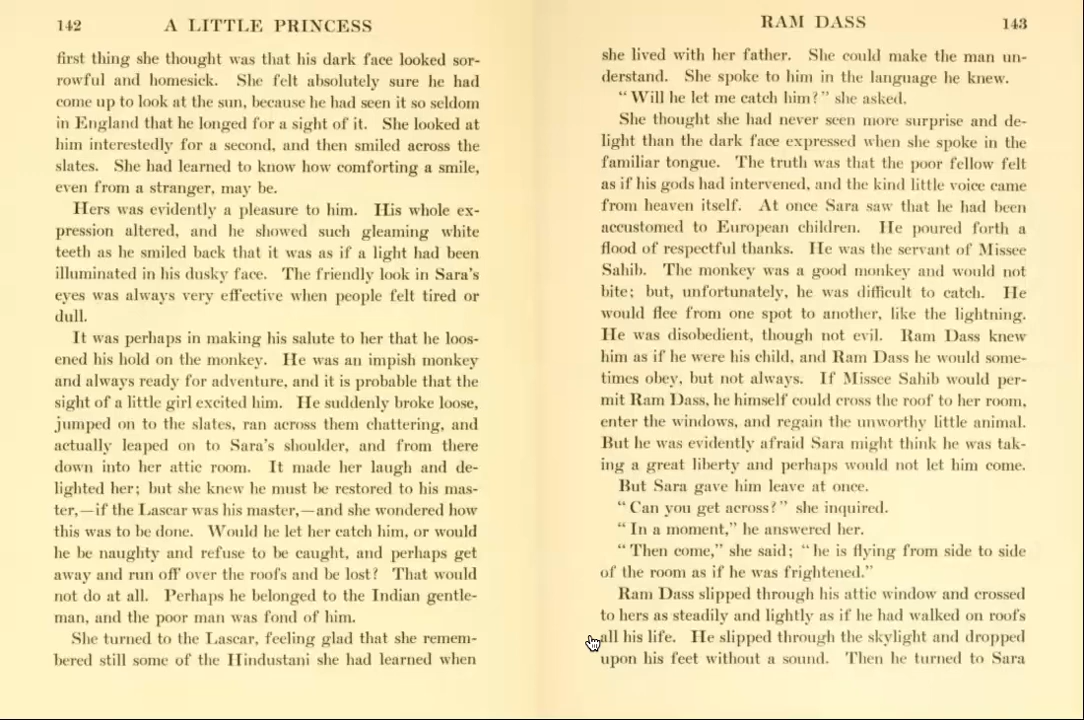 142 A LITTLE PRINCESS
first thing she thought was that his dark face looked sor-
rowful and homesick. She felt absolutely sure he had
come up to look at the sun, because he had seen it so seldom
in England that he longed for a sight of it. She looked at
him interestedly for a second, and then smiled across the
slates. She had learned to know how comforting a smile,
even from a stranger, may be.
Hers was evidently a pleasure to him. His whole ex-
pression altered, and he showed such gleaming white
teeth as he smiled back that it was as if a light had been
illuminated in his dusky face. The friendly look in Sara's
eyes was always very effective when people felt tired or
dull.
It was perhaps in making his salute to her that he loos-
ened his hold on the monkey. He was an impish monkey
and always ready for adventure, and it is probable that the
sight of a little girl excited him. He suddenly broke loose,
jumped on to the slates, ran across them chattering, and
actually leaped on to Sara's shoulder, and from there
down into her attic room. It made her laugh and de-
lighted her; but she knew he must be restored to his mas-
ter,—if the Lascar was his master,—and she wondered how
this was to be done. Would he let her catch him, or would
he be naughty and refuse to be caught, and perhaps get
away and run off over the roofs and be lost? That would
not do at all. Perhaps he belonged to the Indian gentle-
man, and the poor man was fond of him.
She turned to the Lascar, feeling glad that she remem-
bered still some of the Hindustani she had learned when
RAM DASS 143
she lived with her father. She could make the man un-
derstand. She spoke to him in the language he knew.
"Will he let me catch him?" she asked.
She thought she had never seen more surprise and de-
light than the dark face expressed when she spoke in the
familiar tongue. The truth was that the poor fellow felt
as if his gods had intervened, and the kind little voice came
from heaven itself. At once Sara saw that he had been
accustomed to European children. He poured forth a
flood of respectful thanks. He was the servant of Missee
Sahib. The monkey was a good monkey and would not
bite; but, unfortunately, he was difficult to catch. He
would flee from one spot to another, like the lightning.
He was disobedient, though not evil. Ram Dass knew
him as if he were his child, and Ram Dass he would some-
times obey, but not always. If Missee Sahib would per-
mit Ram Dass, he himself could cross the roof to her room,
enter the windows, and regain the unworthy little animal.
But he was evidently afraid Sara might think he was tak-
ing a great liberty and perhaps would not let him come.
But Sara gave him leave at once.
"Can you get across?" she inquired.
"In a moment," he answered her.
"Then come," she said; "he is flying from side to side
of the room as if he was frightened."
Ram Dass slipped through his attic window and crossed
to hers as steadily and lightly as if he had walked on roofs
all his life. He slipped through the skylight and dropped
upon his feet without a sound. Then he turned to Sara